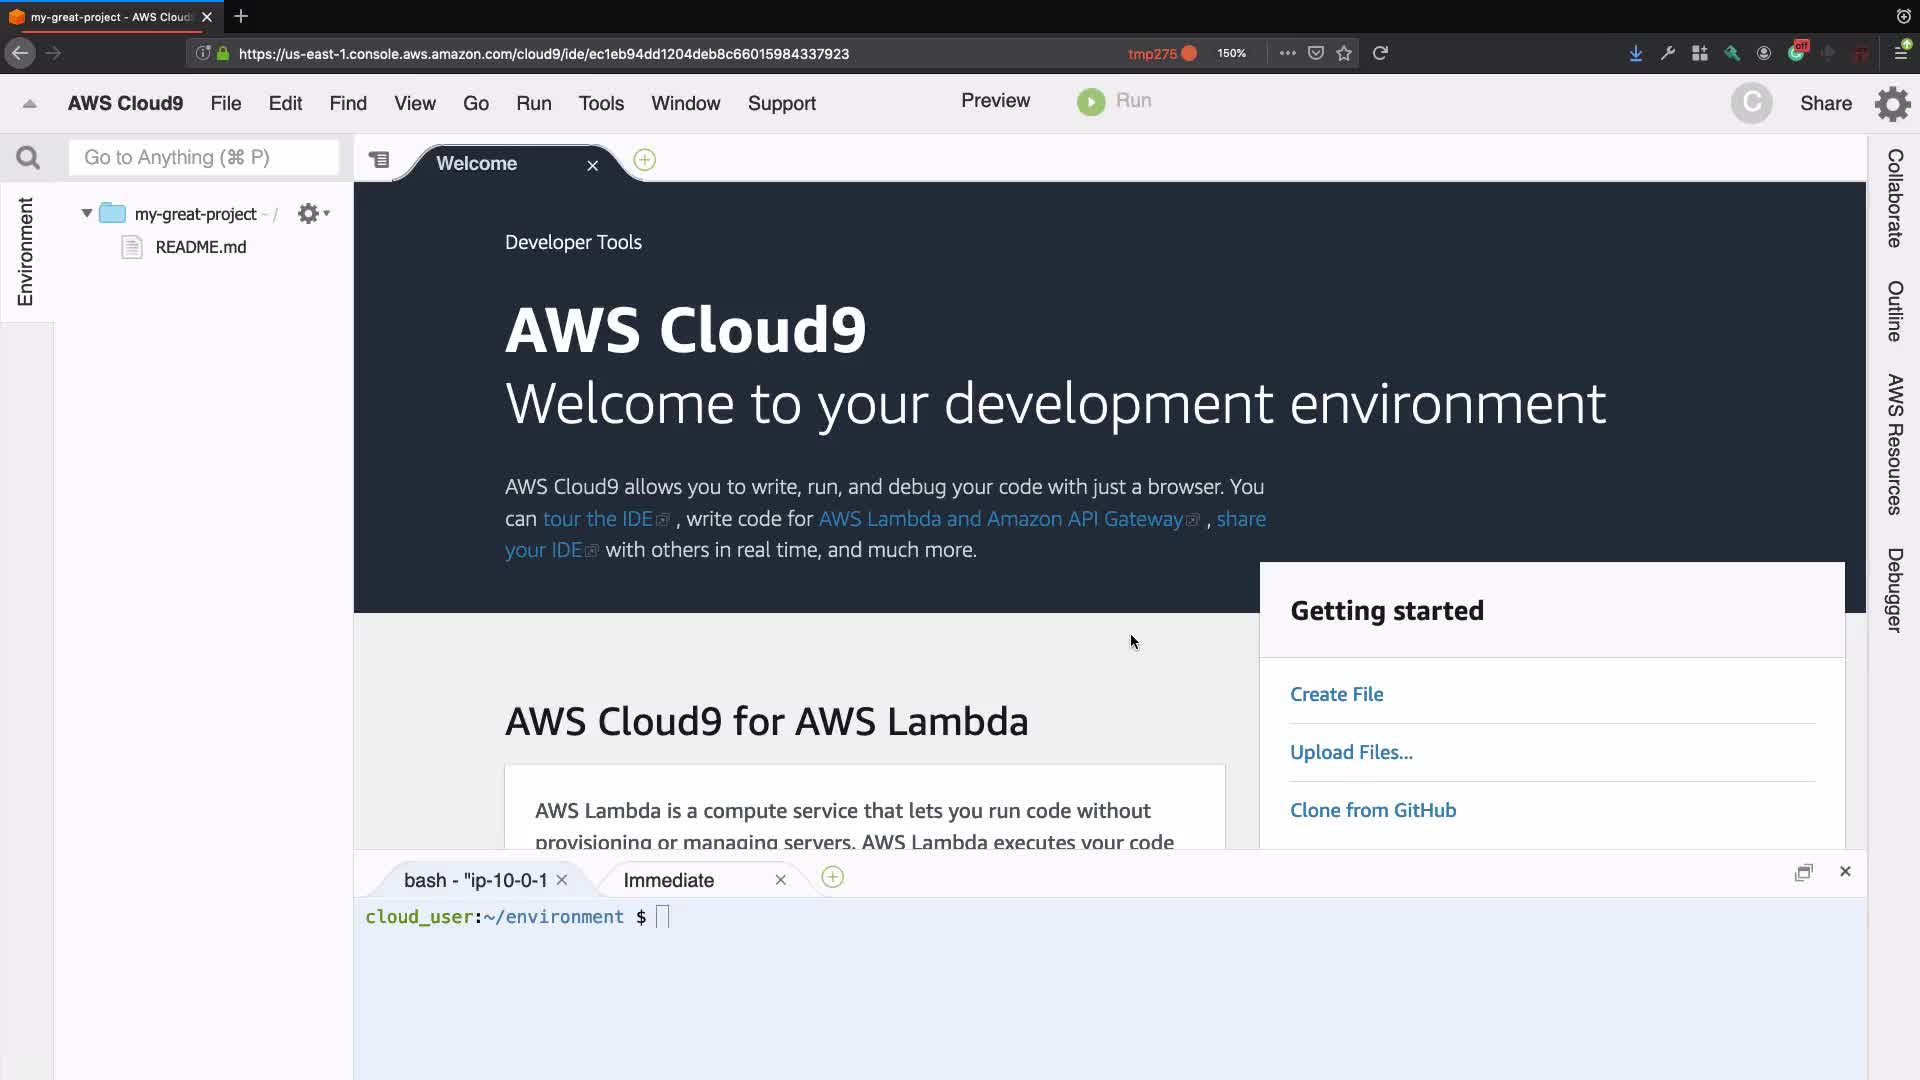 my-great-project - AWS Cloud
https://us-east-1.console.aws.amazon.com/cloud9/ide/ec1eb94dd1204deb8c66015984337923
tmp275
150%
off
AWS Cloud9 File Edit Find View Go Run Tools Window Support Preview Run C Share
Go to Anything (⌘ P)
Welcome
Environment
my-great-project - /
README.md
Developer Tools
AWS Cloud9
Welcome to your development environment
AWS Cloud9 allows you to write, run, and debug your code with just a browser. You
can tour the IDE , write code for AWS Lambda and Amazon API Gateway , share
your IDE with others in real time, and much more.
Getting started
Create File
Upload Files...
Clone from GitHub
AWS Cloud9 for AWS Lambda
AWS Lambda is a compute service that lets you run code without
provisioning or managing servers. AWS Lambda executes your code
Collaborate
Outline
AWS Resources
Debugger
bash - "ip-10-0-1
Immediate
cloud_user:~/environment $